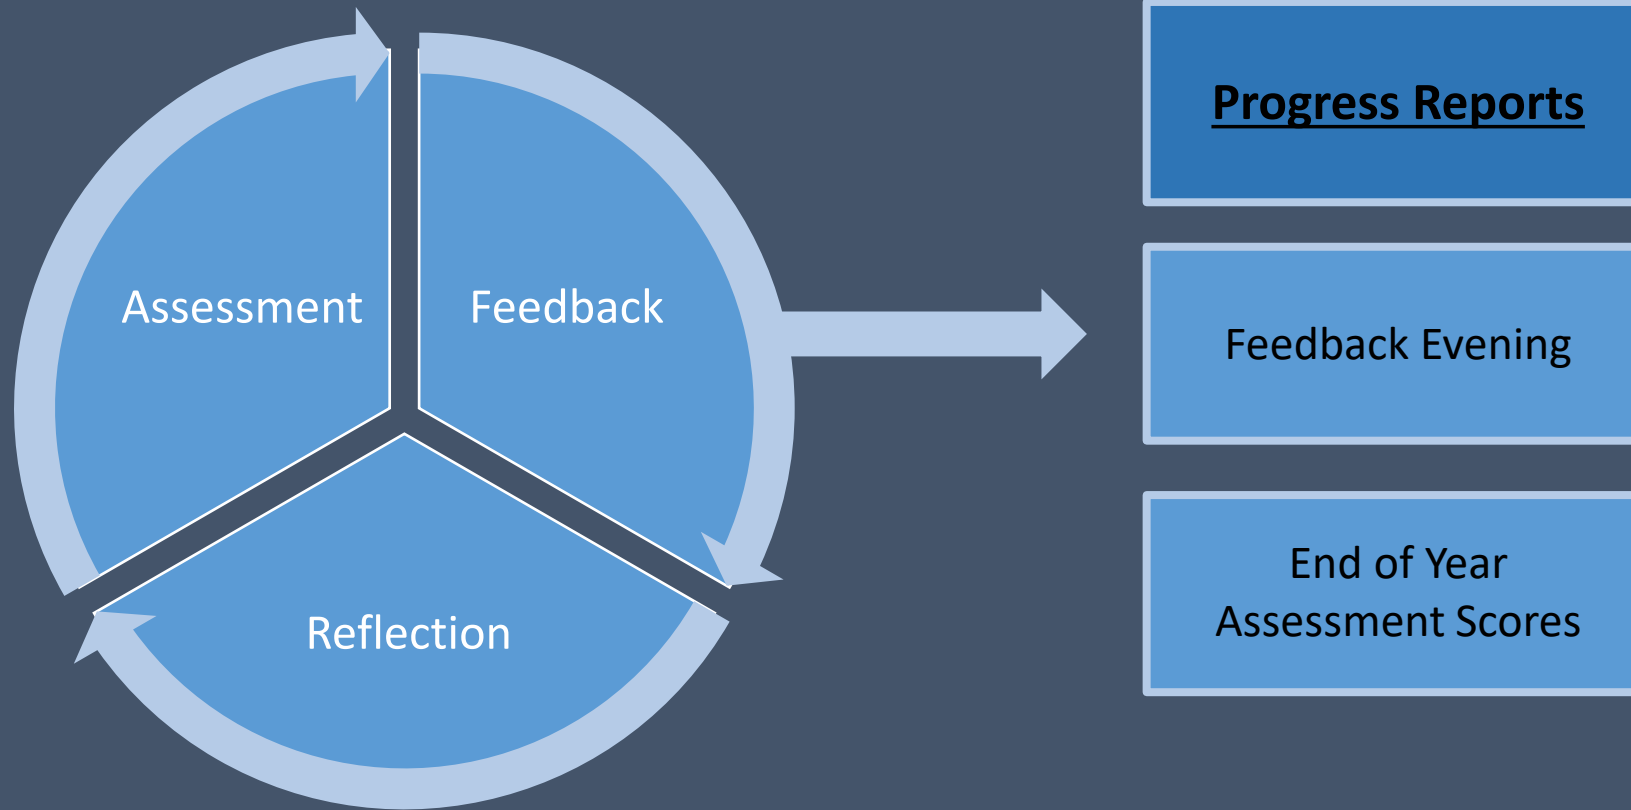 Assessment
Feedback
Reflection
Progress Reports
Feedback Evening
End of Year
Assessment Scores